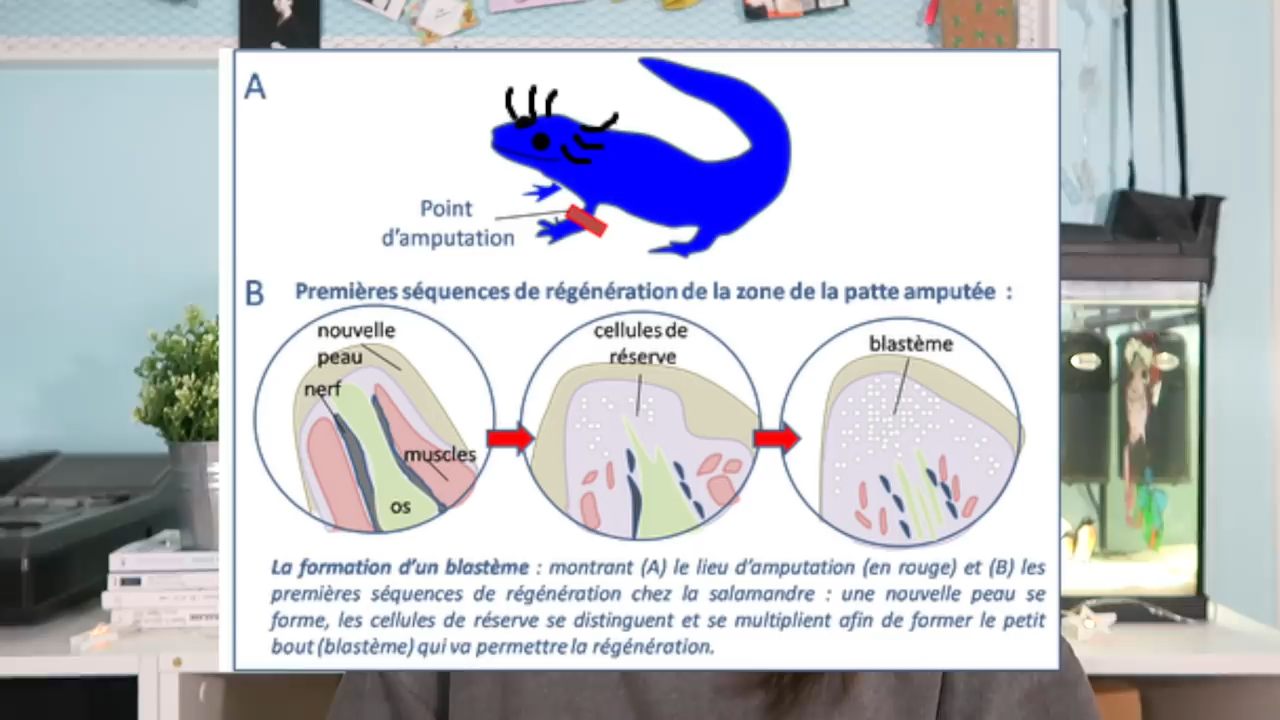 A
Point
d’amputation
B Premières séquences de régénération de la zone de la patte amputée :
nouvelle
peau
nerf
muscles
os
cellules de
réserve
blastème
La formation d’un blastème : montrant (A) le lieu d’amputation (en rouge) et (B) les
premières séquences de régénération chez la salamandre : une nouvelle peau se
forme, les cellules de réserve se distinguent et se multiplient afin de former le petit
bout (blastème) qui va permettre la régénération.